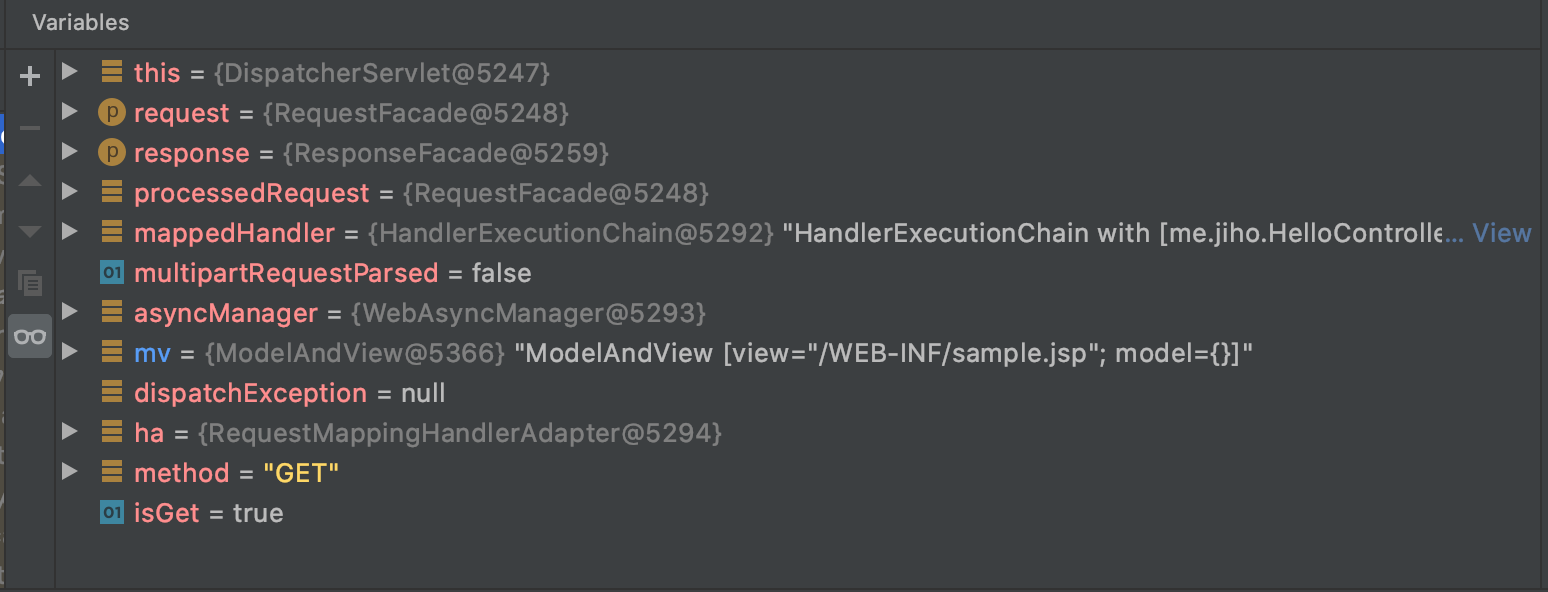 Variables
this = {DispatcherServlet@5247}
p request = {RequestFacade@5248}
p response = {ResponseFacade@5259}
processedRequest = {RequestFacade@5248}
mappedHandler = {HandlerExecutionChain@5292} "HandlerExecutionChain with [me.jiho.HelloControlle... View
01 multipartRequestParsed = false
asyncManager = {WebAsyncManager@5293}
mv = {ModelAndView@5366} "ModelAndView [view="/WEB-INF/sample.jsp"; model={}]"
dispatchException = null
ha = {RequestMappingHandlerAdapter@5294}
method = "GET"
01 isGet = true